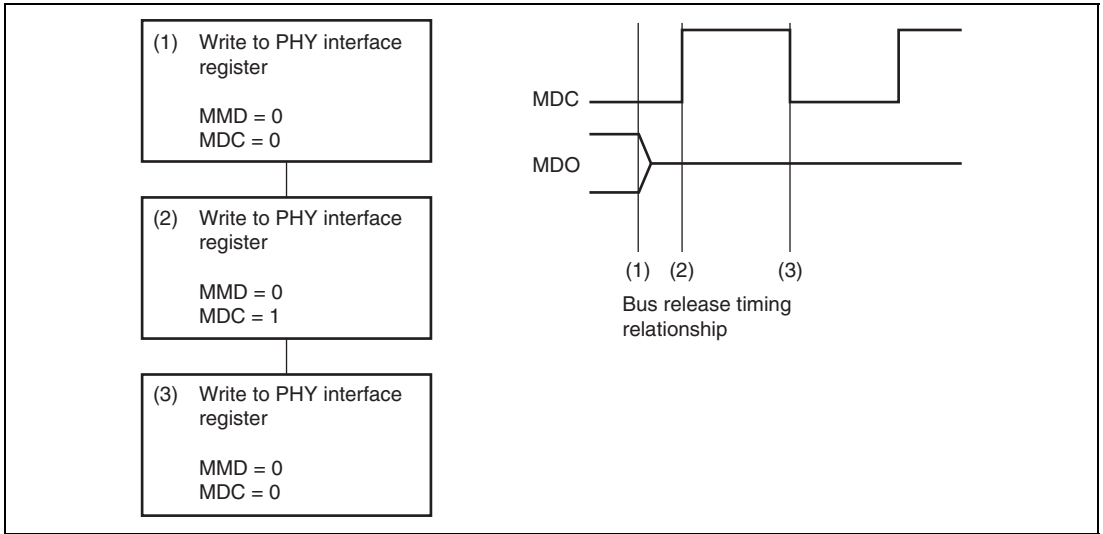 (1) Write to PHY interface
register
MMD = 0
MDC = 0
(2) Write to PHY interface
register
MMD = 0
MDC = 1
(3) Write to PHY interface
register
MMD = 0
MDC = 0
MDC
MDO
(1) (2) (3)
Bus release timing
relationship